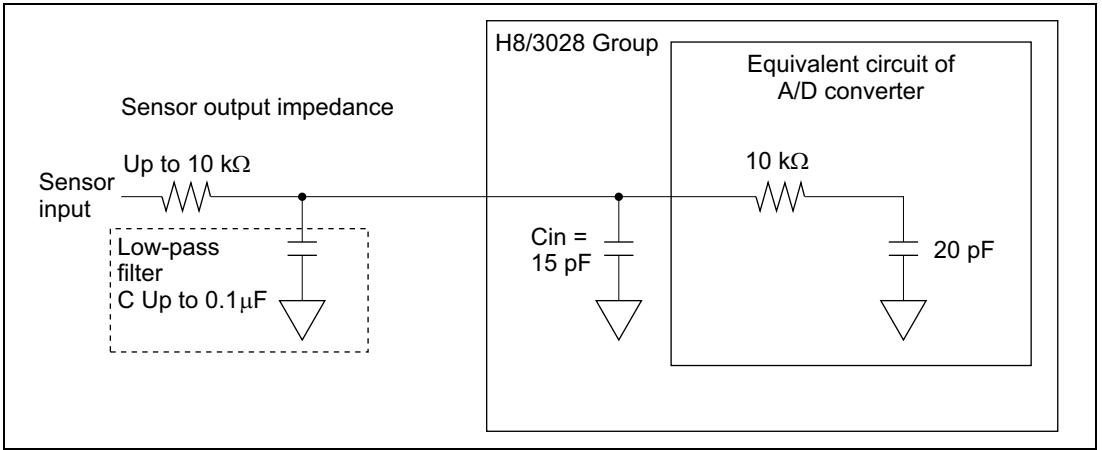 H8/3028 Group
Equivalent circuit of
A/D converter
Sensor output impedance
Up to 10 kΩ
10 kΩ
Sensor
input
Low-pass
filter
C Up to 0.1μF
Cin =
15 pF
20 pF